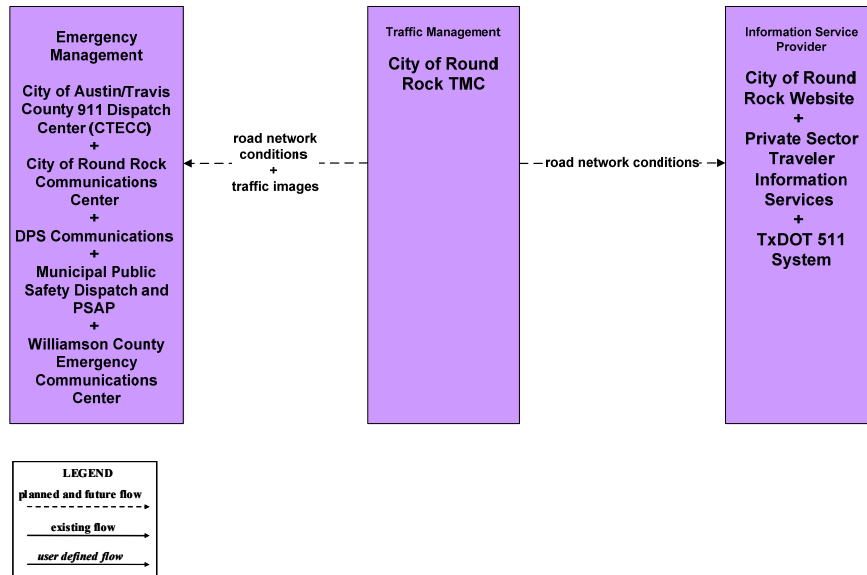 Emergency
Management
City of Austin/Travis
County 911 Dispatch
Center (CTECC)
+
City of Round Rock
Communications
Center
+
DPS Communications
+
Municipal Public
Safety Dispatch and
PSAP
+
Williamson County
Emergency
Communications
Center
road network
conditions
+
traffic images
Traffic Management
City of Round
Rock TMC
road network conditions
Information Service
Provider
City of Round
Rock Website
+
Private Sector
Traveler
Information
Services
+
TxDOT 511
System
LEGEND
planned and future flow
existing flow
user defined flow